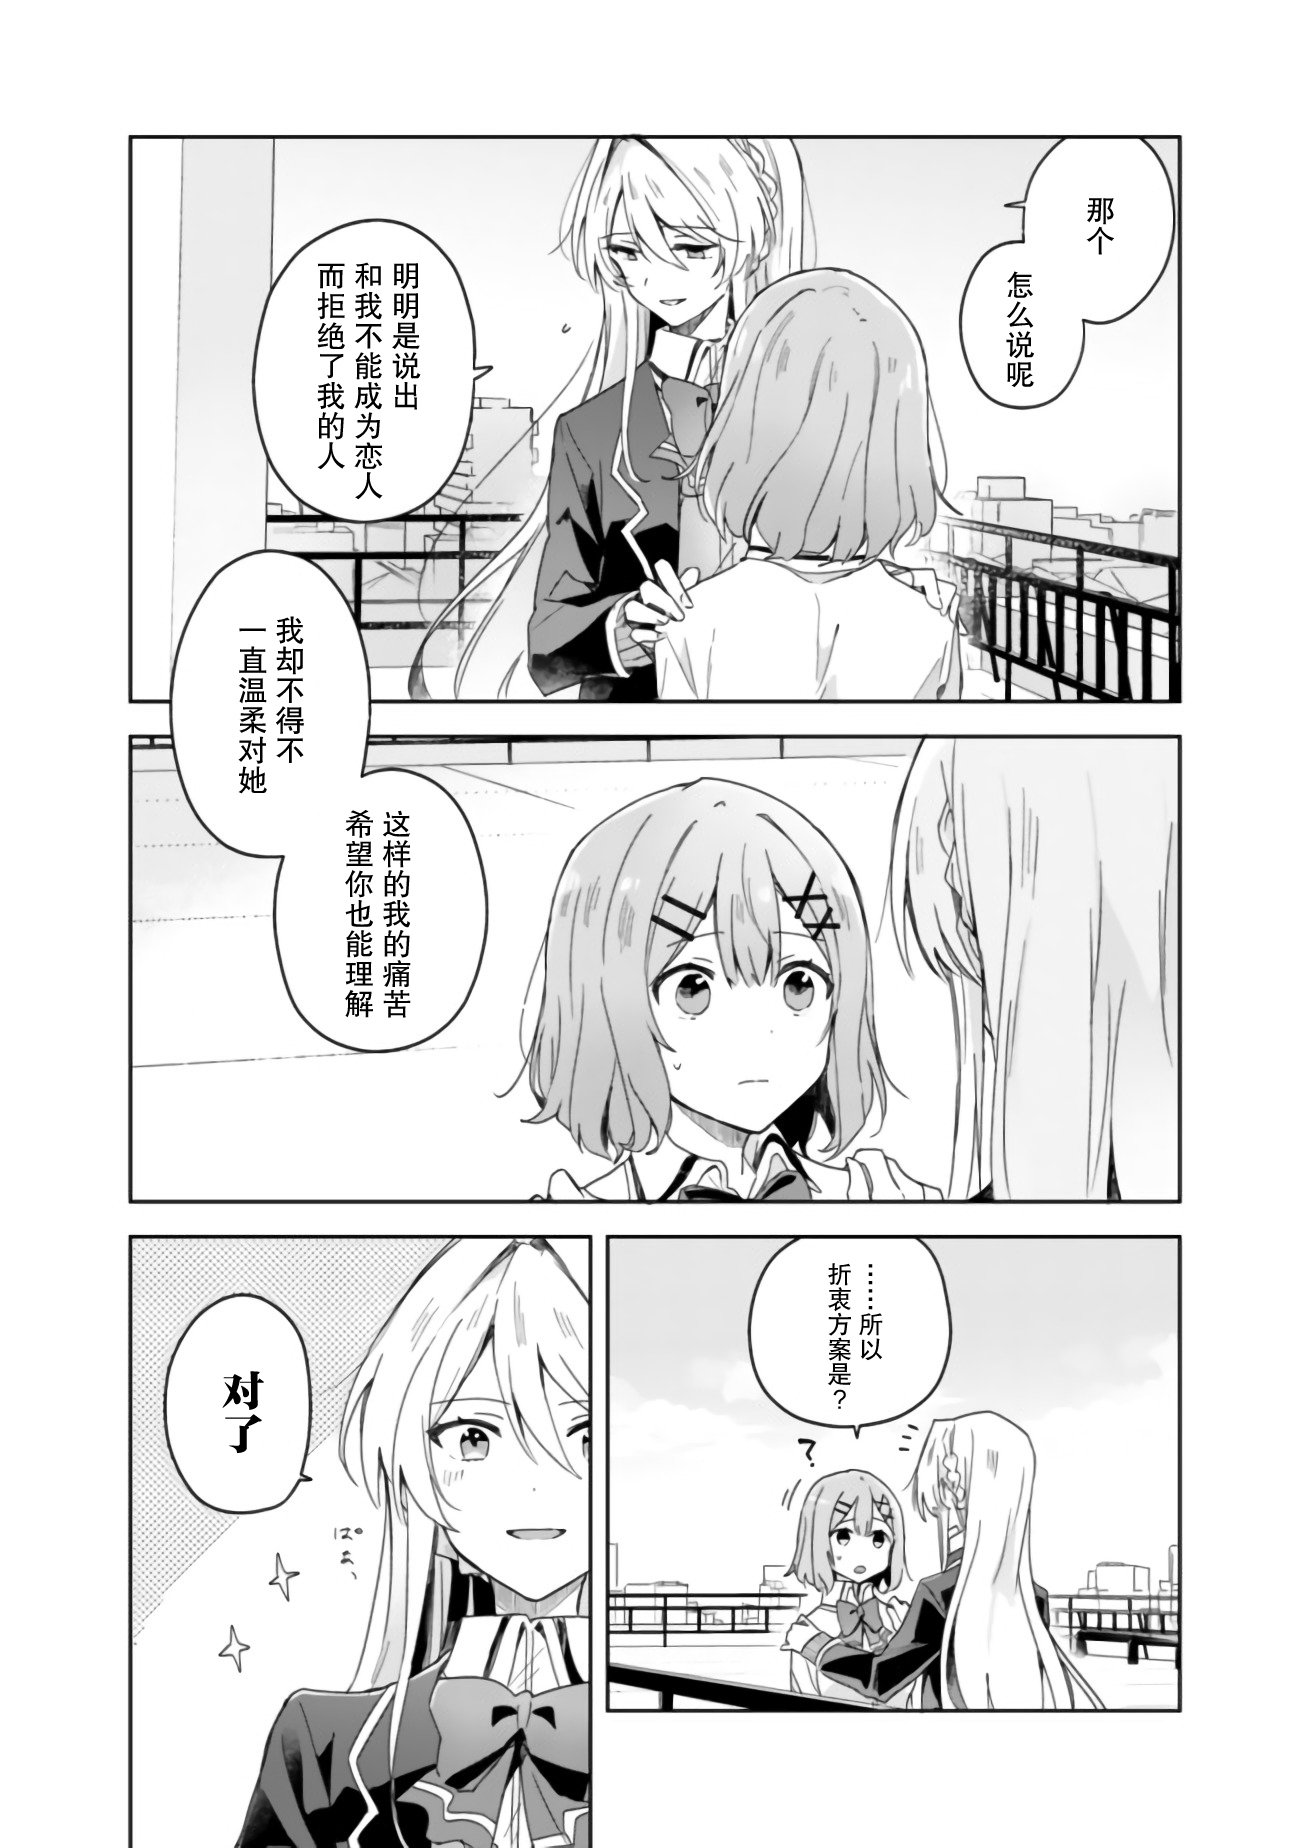 那个
怎么说呢
明明是说出
和我不能成为恋人
而拒绝了我的人
我却不得不
一直温柔对她
这样的我的痛苦
希望你也能理解
……所以
折衷方案是？
？
对了
ぱぁ、